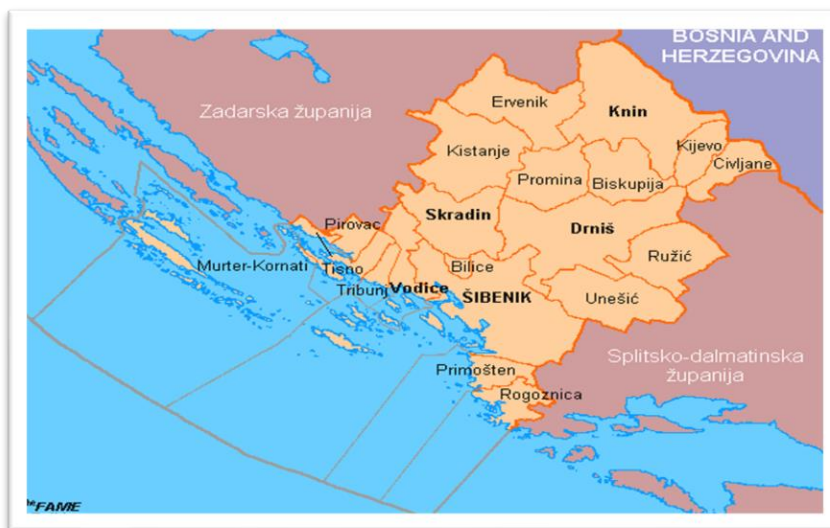 BOSNIA AND
HERZEGOVINA
Zadarska županija
Ervenik
Knin
Kistanje
Kijevo
Civljane
Promina
Biskupija
Skradin
Drniš
Pirovac
Ružić
Murter-Kornati
Tisno
Bilice
Tribunj
Vodice
ŠIBENIK
Unešić
Primošten
Splitsko-dalmatinska
županija
Rogoznica
FAME